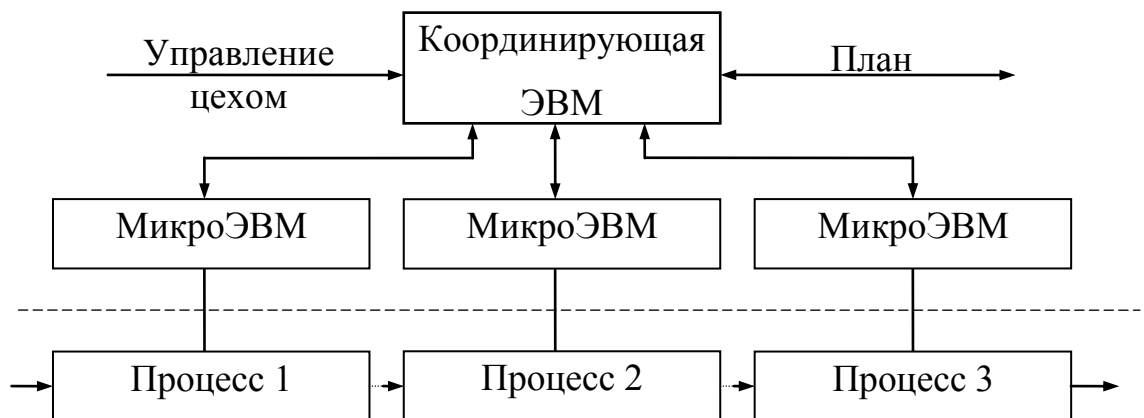 Управление
цехом
Координирующая
ЭВМ
План
МикроЭВМ
МикроЭВМ
МикроЭВМ
Процесс 1
Процесс 2
Процесс 3